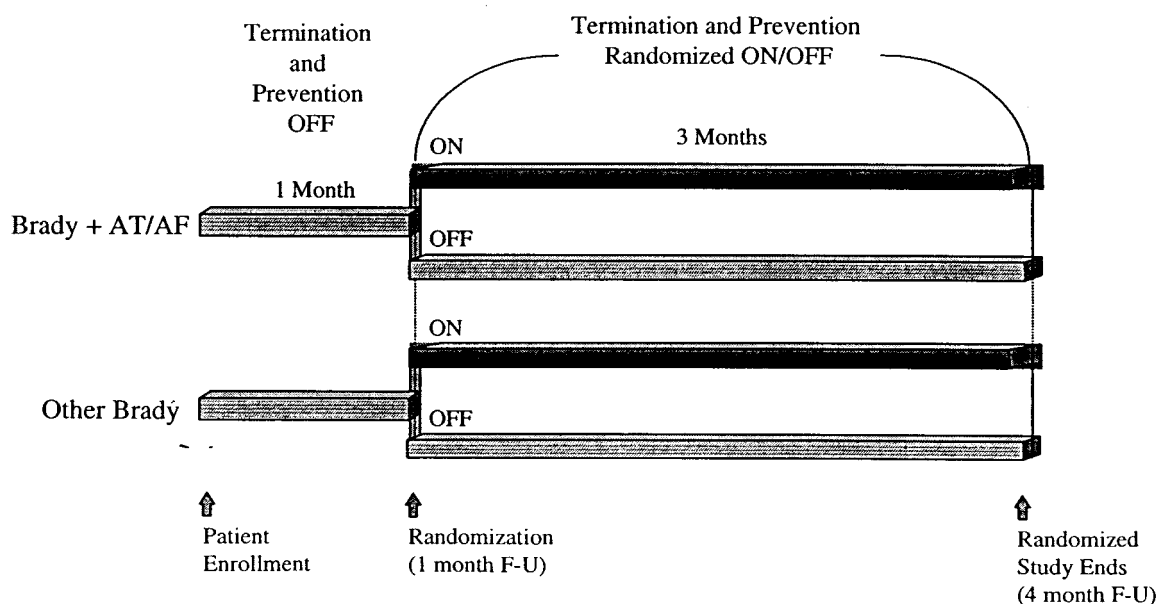 Termination
and
Prevention
OFF
Termination and Prevention
Randomized ON/OFF
ON
3 Months
1 Month
Brady + AT/AF
OFF
ON
Other Brady
OFF
Patient
Enrollment
Randomization
(1 month F-U)
Randomized
Study Ends
(4 month F-U)